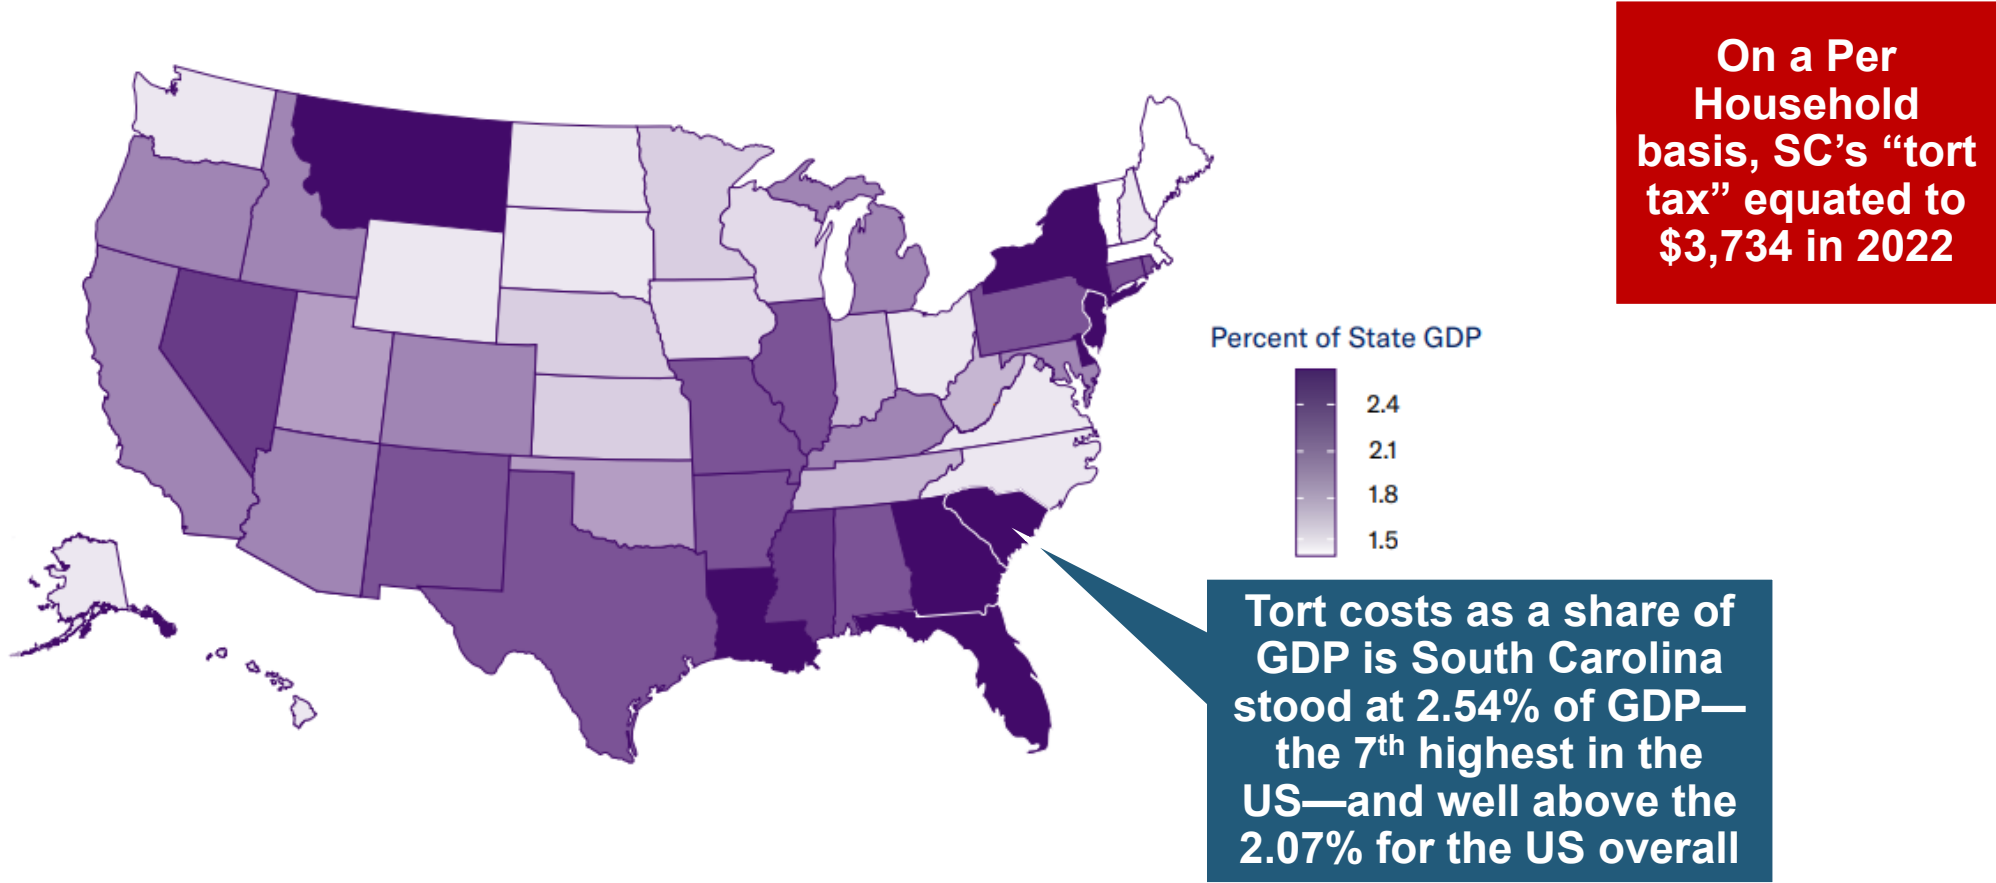 On a Per
Household
basis, SC’s “tort
tax” equated to
$3,734 in 2022
Percent of State GDP
2.4
2.1
1.8
1.5
Tort costs as a share of
GDP is South Carolina
stood at 2.54% of GDP—
the 7th highest in the
US—and well above the
2.07% for the US overall